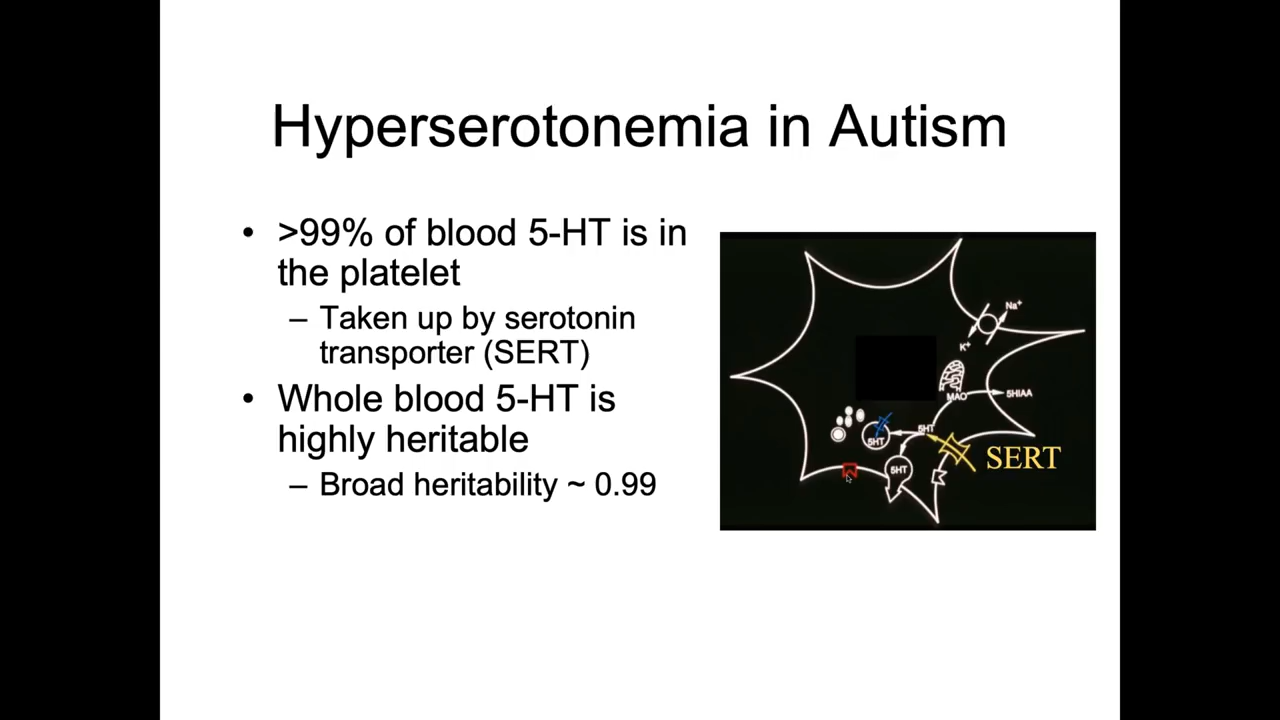 Hyperserotonemia in Autism
• >99% of blood 5-HT is in
the platelet
– Taken up by serotonin
transporter (SERT)
• Whole blood 5-HT is
highly heritable
– Broad heritability ~ 0.99
Na⁺
K⁺
MAO
5HIAA
5HT
5HT
SERT
5HT